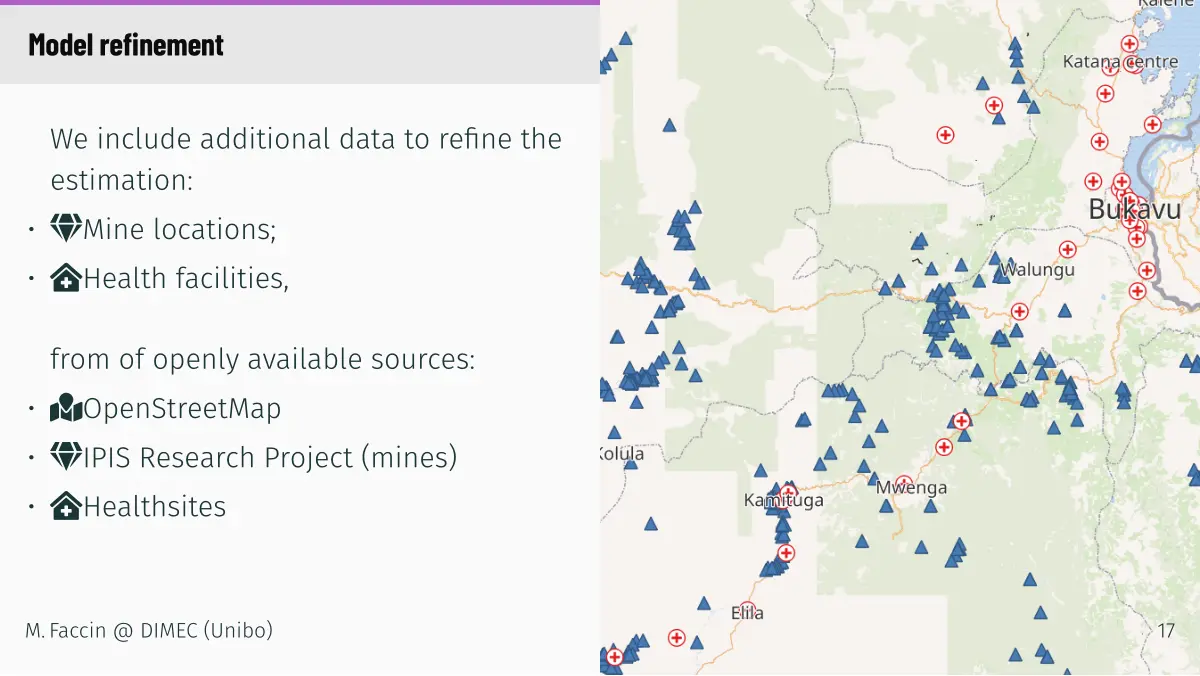 Model refinement
We include additional data to refine the
estimation:
• Mine locations;
• Health facilities,
from of openly available sources:
• OpenStreetMap
• IPIS Research Project (mines)
• Healthsites
M. Faccin @ DIMEC (Unibo)
Kalehe
Katana centre
Bukavu
Walungu
Kolula
Kamituga
Mwenga
Elila
17